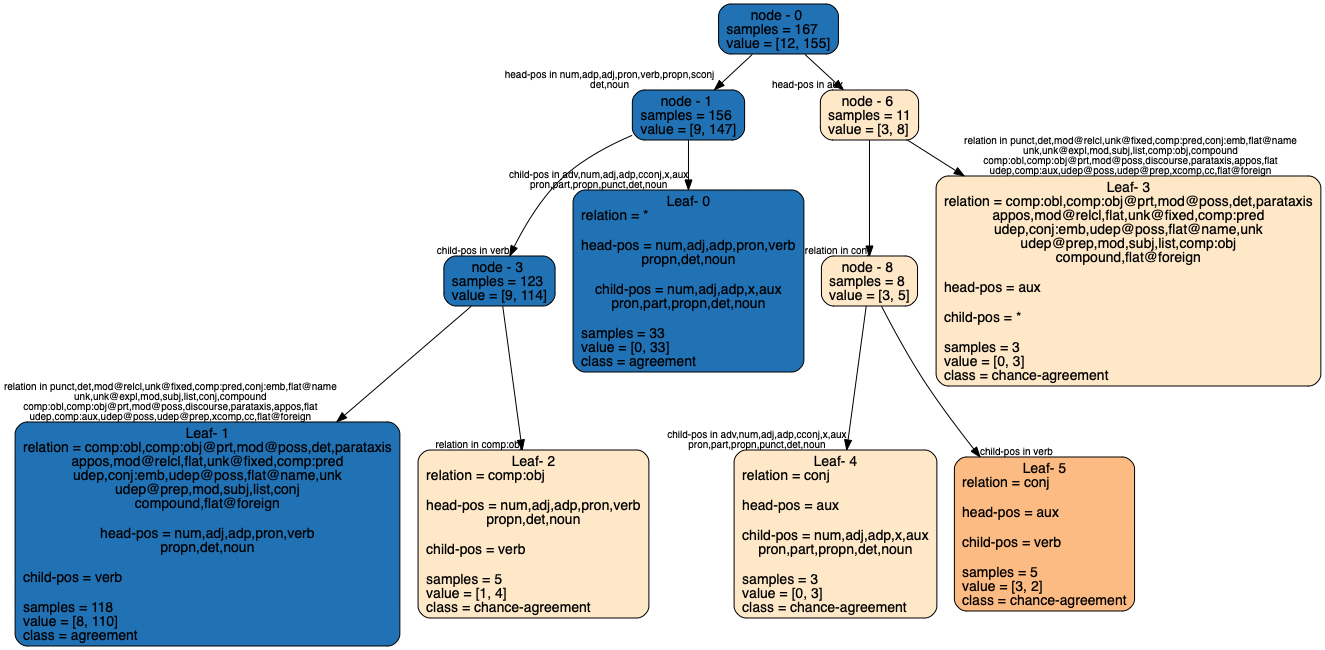 node - 0
samples = 167
value = [12, 155]
head-pos in num,adp,adj,pron,verb,propn,sconj
det,noun
head-pos in aux
node - 1
samples = 156
value = [9, 147]
node - 6
samples = 11
value = [3, 8]
relation in punct,det,mod@relcl,unk@fixed,comp:pred,conj:emb,flat@name
unk,unk@expl,mod,subj,list,comp:obj,compound
comp:obl,comp:obj@prt,mod@poss,discourse,parataxis,appos,flat
udep,comp:aux,udep@poss,udep@prep,xcomp,cc,flat@foreign
child-pos in adv,num,adj,adp,cconj,x,aux
pron,part,propn,punct,det,noun
Leaf- 0
relation = *
head-pos = num,adj,adp,pron,verb
propn,det,noun
child-pos = num,adj,adp,x,aux
pron,part,propn,det,noun
samples = 33
value = [0, 33]
class = agreement
Leaf- 3
relation = comp:obl,comp:obj@prt,mod@poss,det,parataxis
appos,mod@relcl,flat,unk@fixed,comp:pred
udep,conj:emb,udep@poss,flat@name,unk
udep@prep,mod,subj,list,comp:obj
compound,flat@foreign
head-pos = aux
child-pos = *
samples = 3
value = [0, 3]
class = chance-agreement
child-pos in verb
relation in conj
node - 3
samples = 123
value = [9, 114]
node - 8
samples = 8
value = [3, 5]
relation in punct,det,mod@relcl,unk@fixed,comp:pred,conj:emb,flat@name
unk,unk@expl,mod,subj,list,conj,compound
comp:obl,comp:obj@prt,mod@poss,discourse,parataxis,appos,flat
udep,comp:aux,udep@poss,udep@prep,xcomp,cc,flat@foreign
relation in comp:obj
child-pos in adv,num,adj,adp,cconj,x,aux
pron,part,propn,punct,det,noun
child-pos in verb
Leaf- 1
relation = comp:obl,comp:obj@prt,mod@poss,det,parataxis
appos,mod@relcl,flat,unk@fixed,comp:pred
udep,conj:emb,udep@poss,flat@name,unk
udep@prep,mod,subj,list,conj
compound,flat@foreign
head-pos = num,adj,adp,pron,verb
propn,det,noun
child-pos = verb
samples = 118
value = [8, 110]
class = agreement
Leaf- 2
relation = comp:obj
head-pos = num,adj,adp,pron,verb
propn,det,noun
child-pos = verb
samples = 5
value = [1, 4]
class = chance-agreement
Leaf- 4
relation = conj
head-pos = aux
child-pos = num,adj,adp,x,aux
pron,part,propn,det,noun
samples = 3
value = [0, 3]
class = chance-agreement
Leaf- 5
relation = conj
head-pos = aux
child-pos = verb
samples = 5
value = [3, 2]
class = chance-agreement